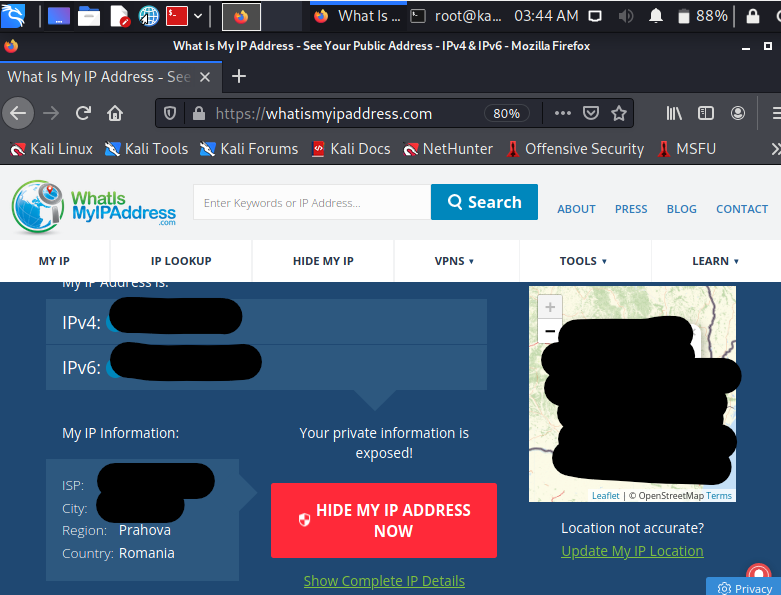 What Is ...
root@ka...
03:44 AM
88%
What Is My IP Address - See Your Public Address - IPv4 & IPv6 - Mozilla Firefox
What Is My IP Address - See
https://whatismyipaddress.com
80%
Kali Linux
Kali Tools
Kali Forums
Kali Docs
NetHunter
Offensive Security
MSFU
WhatIs
MyIPAddress
.com
Enter Keywords or IP Address...
Search
ABOUT
PRESS
BLOG
CONTACT
MY IP
IP LOOKUP
HIDE MY IP
VPNS
TOOLS
LEARN
My IP Address is:
IPv4:
IPv6:
+
−
My IP Information:
Your private information is
exposed!
ISP:
City:
Region: Prahova
Country: Romania
HIDE MY IP ADDRESS
NOW
Show Complete IP Details
Leaflet | © OpenStreetMap Terms
Location not accurate?
Update My IP Location
Privacy